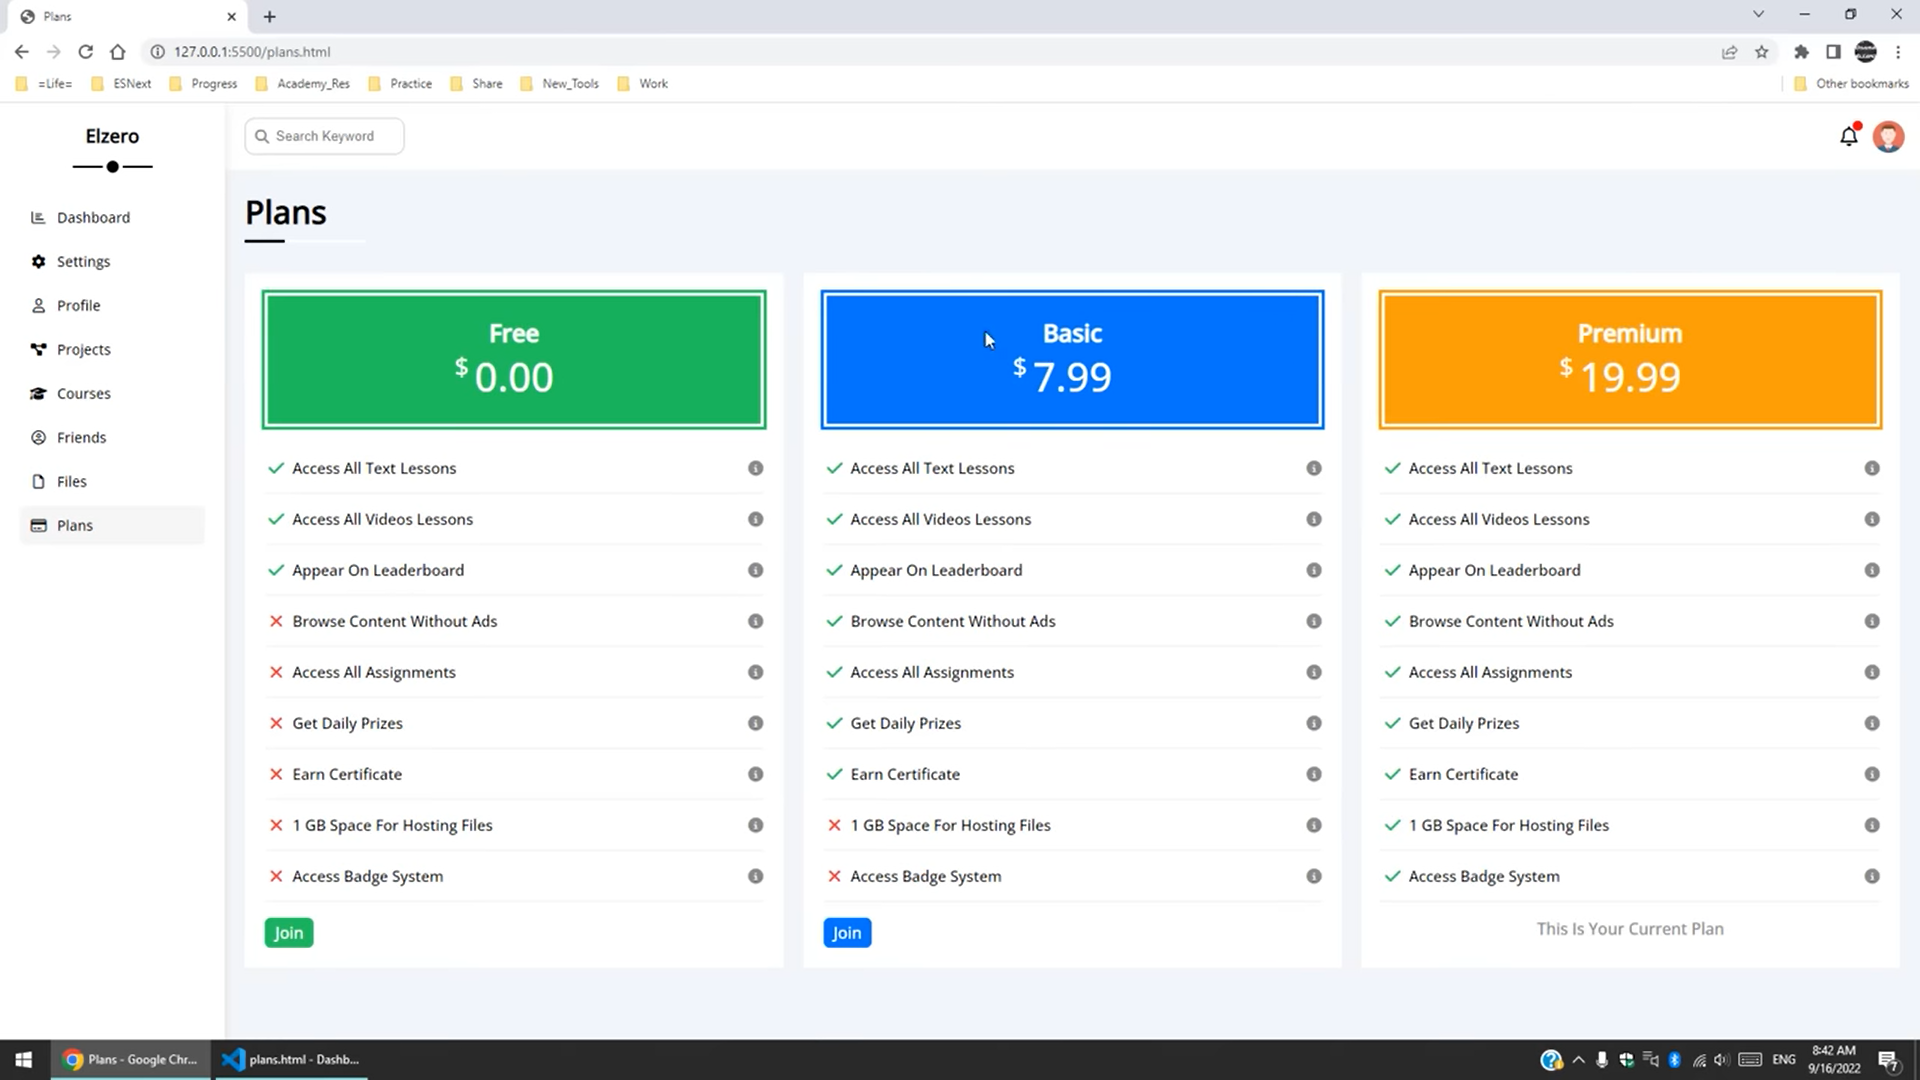 Plans
127.0.0.1:5500/plans.html
=Life=
ESNext
Progress
Academy_Res
Practice
Share
New_Tools
Work
Other bookmarks
Elzero
Search Keyword
Dashboard
Settings
Profile
Projects
Courses
Friends
Files
Plans
Plans
Free
$ 0.00
Access All Text Lessons
Access All Videos Lessons
Appear On Leaderboard
Browse Content Without Ads
Access All Assignments
Get Daily Prizes
Earn Certificate
1 GB Space For Hosting Files
Access Badge System
Join
Basic
$ 7.99
Access All Text Lessons
Access All Videos Lessons
Appear On Leaderboard
Browse Content Without Ads
Access All Assignments
Get Daily Prizes
Earn Certificate
1 GB Space For Hosting Files
Access Badge System
Join
Premium
$ 19.99
Access All Text Lessons
Access All Videos Lessons
Appear On Leaderboard
Browse Content Without Ads
Access All Assignments
Get Daily Prizes
Earn Certificate
1 GB Space For Hosting Files
Access Badge System
This Is Your Current Plan
Plans - Google Chr...
plans.html - Dashb...
ENG
8:42 AM
9/16/2022
7